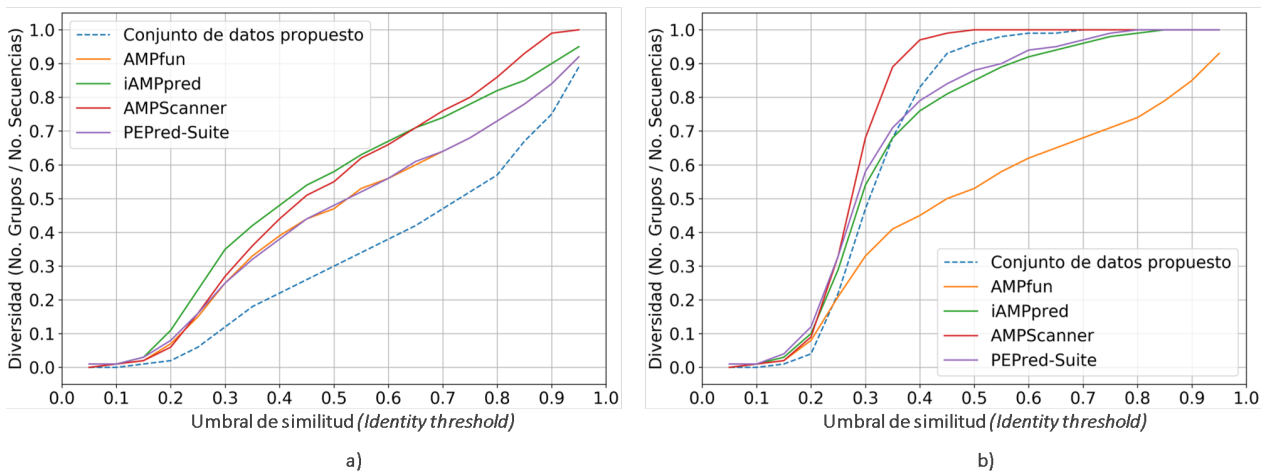 Diversidad (No. Grupos / No. Secuencias)
1.0
0.9
0.8
0.7
0.6
0.5
0.4
0.3
0.2
0.1
0.0
Conjunto de datos propuesto
AMPfun
iAMPpred
AMPScanner
PEPred-Suite
0.0 0.1 0.2 0.3 0.4 0.5 0.6 0.7 0.8 0.9 1.0
Umbral de similitud (Identity threshold)
a)
Diversidad (No. Grupos / No. Secuencias)
1.0
0.9
0.8
0.7
0.6
0.5
0.4
0.3
0.2
0.1
0.0
Conjunto de datos propuesto
AMPfun
iAMPpred
AMPScanner
PEPred-Suite
0.0 0.1 0.2 0.3 0.4 0.5 0.6 0.7 0.8 0.9 1.0
Umbral de similitud (Identity threshold)
b)